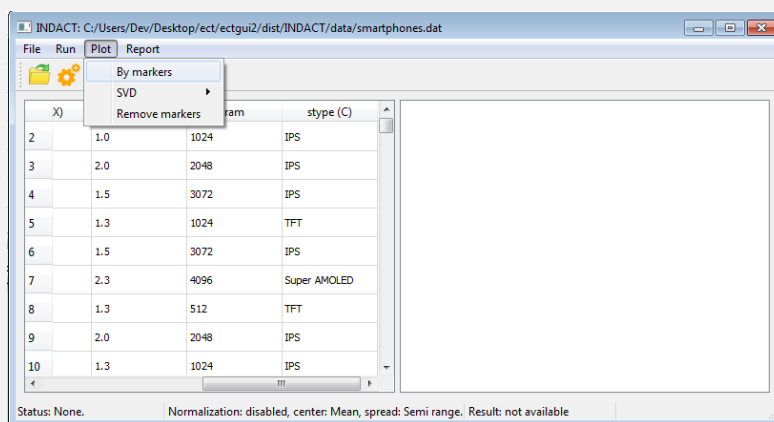 INDACT: C:/Users/Dev/Desktop/ect/ectgui2/dist/INDACT/data/smartphones.dat
File Run Plot Report
By markers
SVD
Remove markers
X) ram stype (C)
2 1.0 1024 IPS
3 2.0 2048 IPS
4 1.5 3072 IPS
5 1.3 1024 TFT
6 1.5 3072 IPS
7 2.3 4096 Super AMOLED
8 1.3 512 TFT
9 2.0 2048 IPS
10 1.3 1024 IPS
Status: None. Normalization: disabled, center: Mean, spread: Semi range. Result: not available